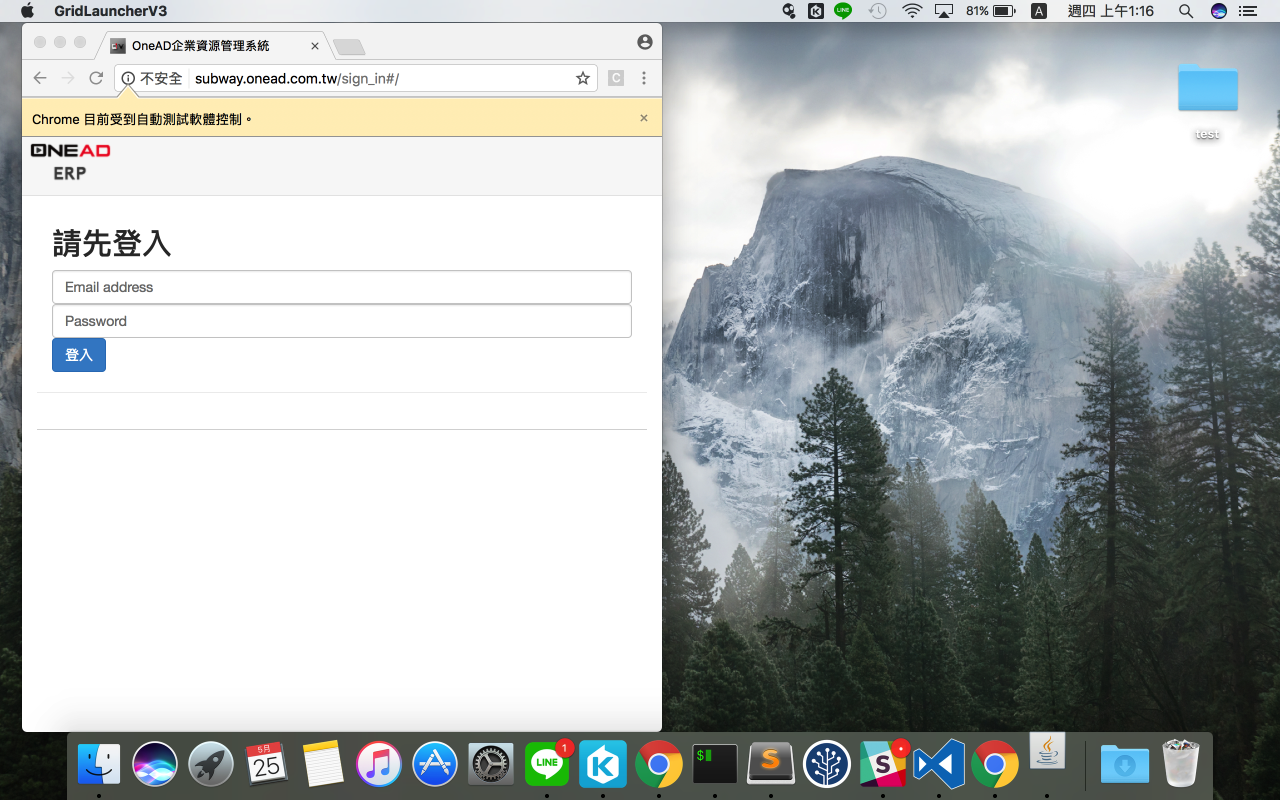 GridLauncherV3
LINE
81%
A
週四 上午1:16
OneAD企業資源管理系統
不安全
subway.onead.com.tw/sign_in#/
C
Chrome 目前受到自動測試軟體控制。
ONEAD
ERP
請先登入
Email address
Password
登入
test
5月
25
LINE
1
K
$
S
S